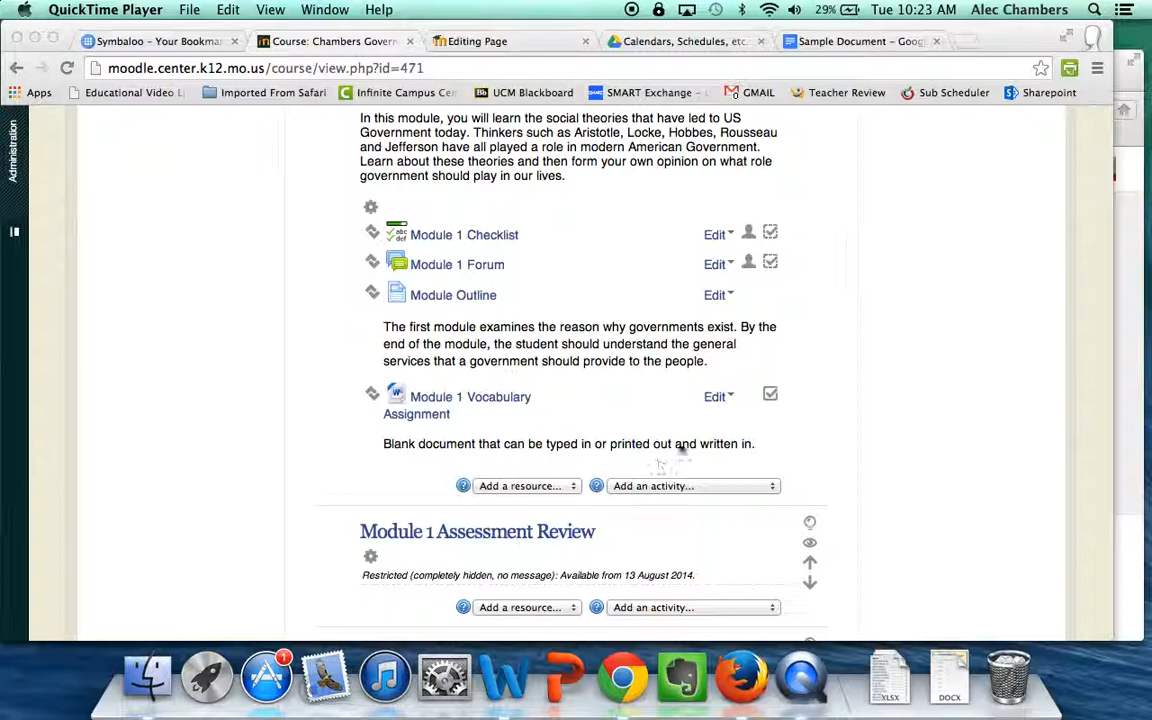 QuickTime Player File Edit View Window Help 29% Tue 10:23 AM Alec Chambers
Symbaloo - Your Bookma Course: Chambers Govern Editing Page Calendars, Schedules, etc. Sample Document - Goog
moodle.center.k12.mo.us/course/view.php?id=471
Apps Educational Video L Imported From Safari Infinite Campus Cen UCM Blackboard SMART Exchange - GMAIL Teacher Review Sub Scheduler Sharepoint
Administration
In this module, you will learn the social theories that have led to US
Government today. Thinkers such as Aristotle, Locke, Hobbes, Rousseau
and Jefferson have all played a role in modern American Government.
Learn about these theories and then form your own opinion on what role
government should play in our lives.
Module 1 Checklist Edit
Module 1 Forum Edit
Module Outline Edit
The first module examines the reason why governments exist. By the
end of the module, the student should understand the general
services that a government should provide to the people.
Module 1 Vocabulary Edit
Assignment
Blank document that can be typed in or printed out and written in.
Add a resource... Add an activity...
Module 1 Assessment Review
Restricted (completely hidden, no message): Available from 13 August 2014.
Add a resource... Add an activity...
1
XLSX DOCX